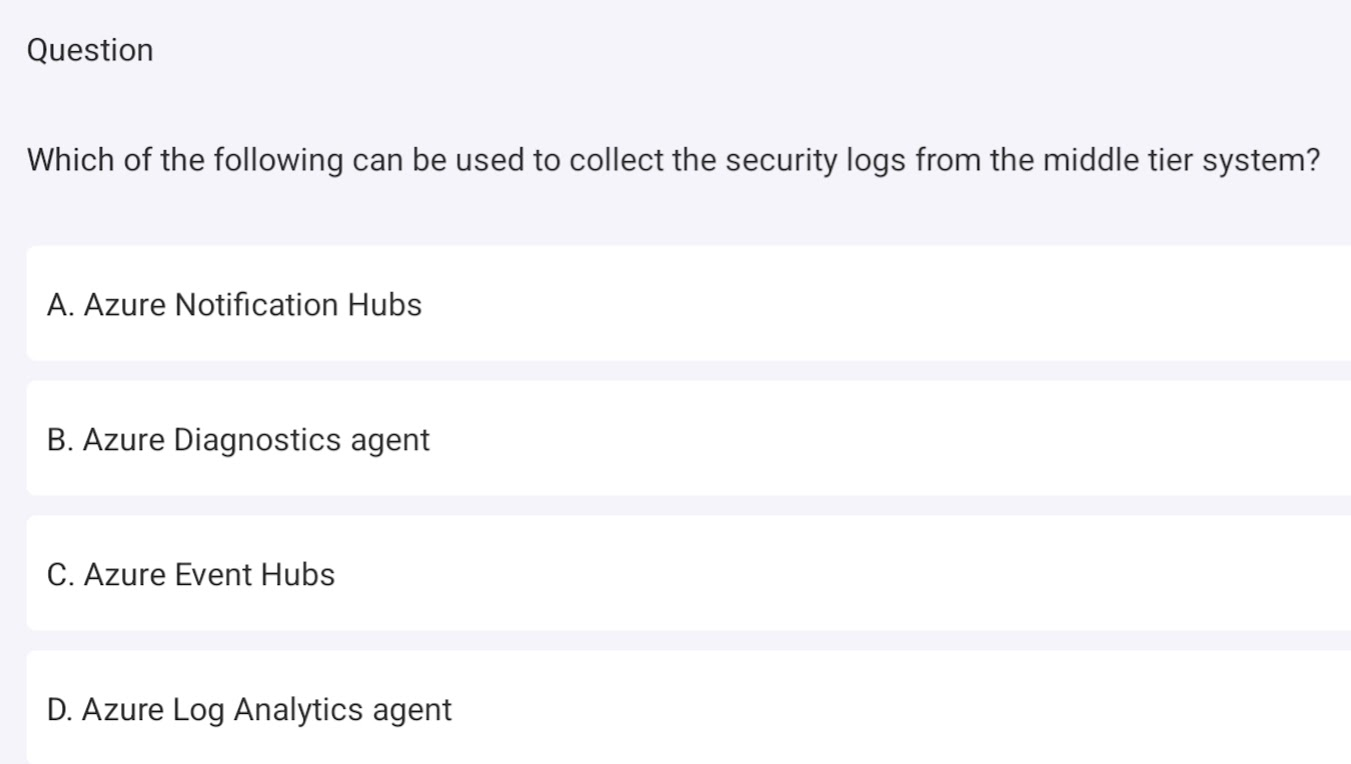 Question
Which of the following can be used to collect the security logs from the middle tier system?
A. Azure Notification Hubs
B. Azure Diagnostics agent
C. Azure Event Hubs
D. Azure Log Analytics agent